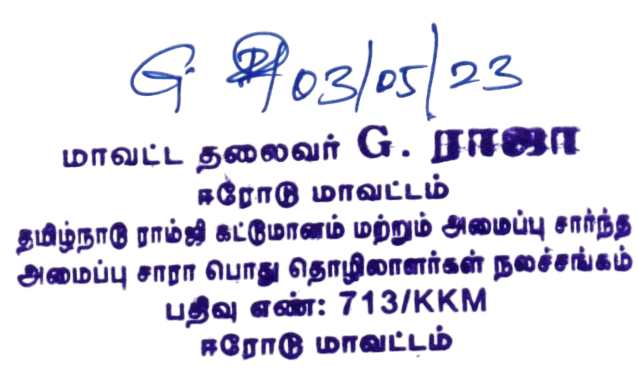 G. 03/05/23
மாவட்ட தலைவர் G. ராஜா
ஈரோடு மாவட்டம்
தமிழ்நாடு ராம்ஜி கட்டுமானம் மற்றும் அமைப்பு சார்ந்த
அமைப்பு சாரா பொது தொழிலாளர்கள் நலச்சங்கம்
பதிவு எண்: 713/KKM
ஈரோடு மாவட்டம்